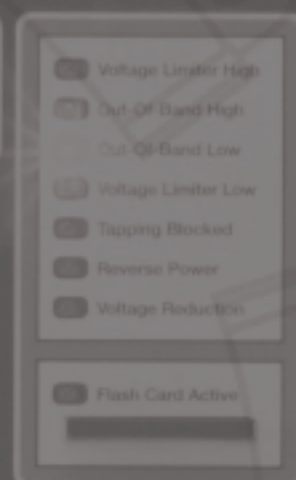 Voltage Limiter High
Out-Of-Band High
Out-Of-Band Low
Voltage Limiter Low
Tapping Blocked
Reverse Power
Voltage Reduction
Flash Card Active